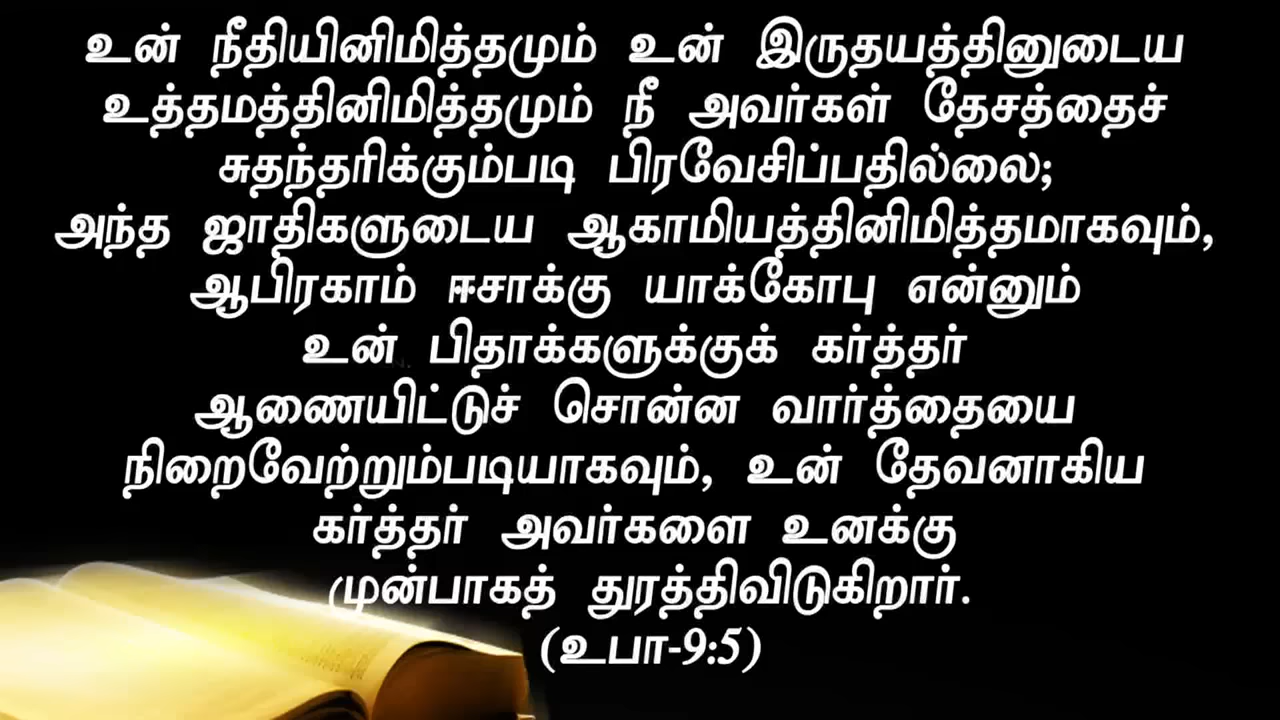 உன் நீதியினிமித்தமும் உன் இருதயத்தினுடைய
உத்தமத்தினிமித்தமும் நீ அவர்கள் தேசத்தைச்
சுதந்தரிக்கும்படி பிரவேசிப்பதில்லை;
அந்த ஜாதிகளுடைய ஆகாமியத்தினிமித்தமாகவும்,
ஆபிரகாம் ஈசாக்கு யாக்கோபு என்னும்
உன் பிதாக்களுக்குக் கர்த்தர்
ஆணையிட்டுச் சொன்ன வார்த்தையை
நிறைவேற்றும்படியாகவும், உன் தேவனாகிய
கர்த்தர் அவர்களை உனக்கு
முன்பாகத் துரத்திவிடுகிறார்.
(உபா-9:5)